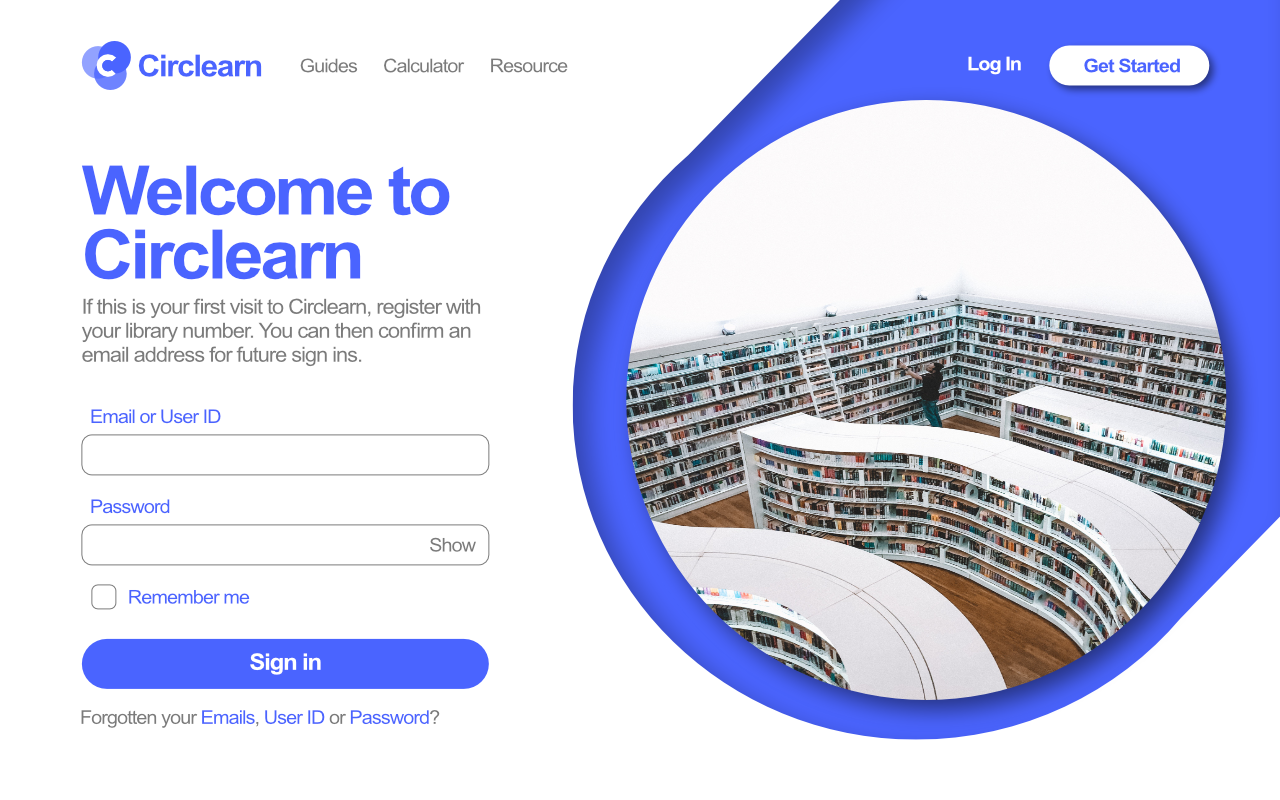 Circlearn
Guides
Calculator
Resource
Log In
Get Started
Welcome to
Circlearn
If this is your first visit to Circlearn, register with
your library number. You can then confirm an
email address for future sign ins.
Email or User ID
Password
Show
Remember me
Sign in
Forgotten your Emails, User ID or Password?